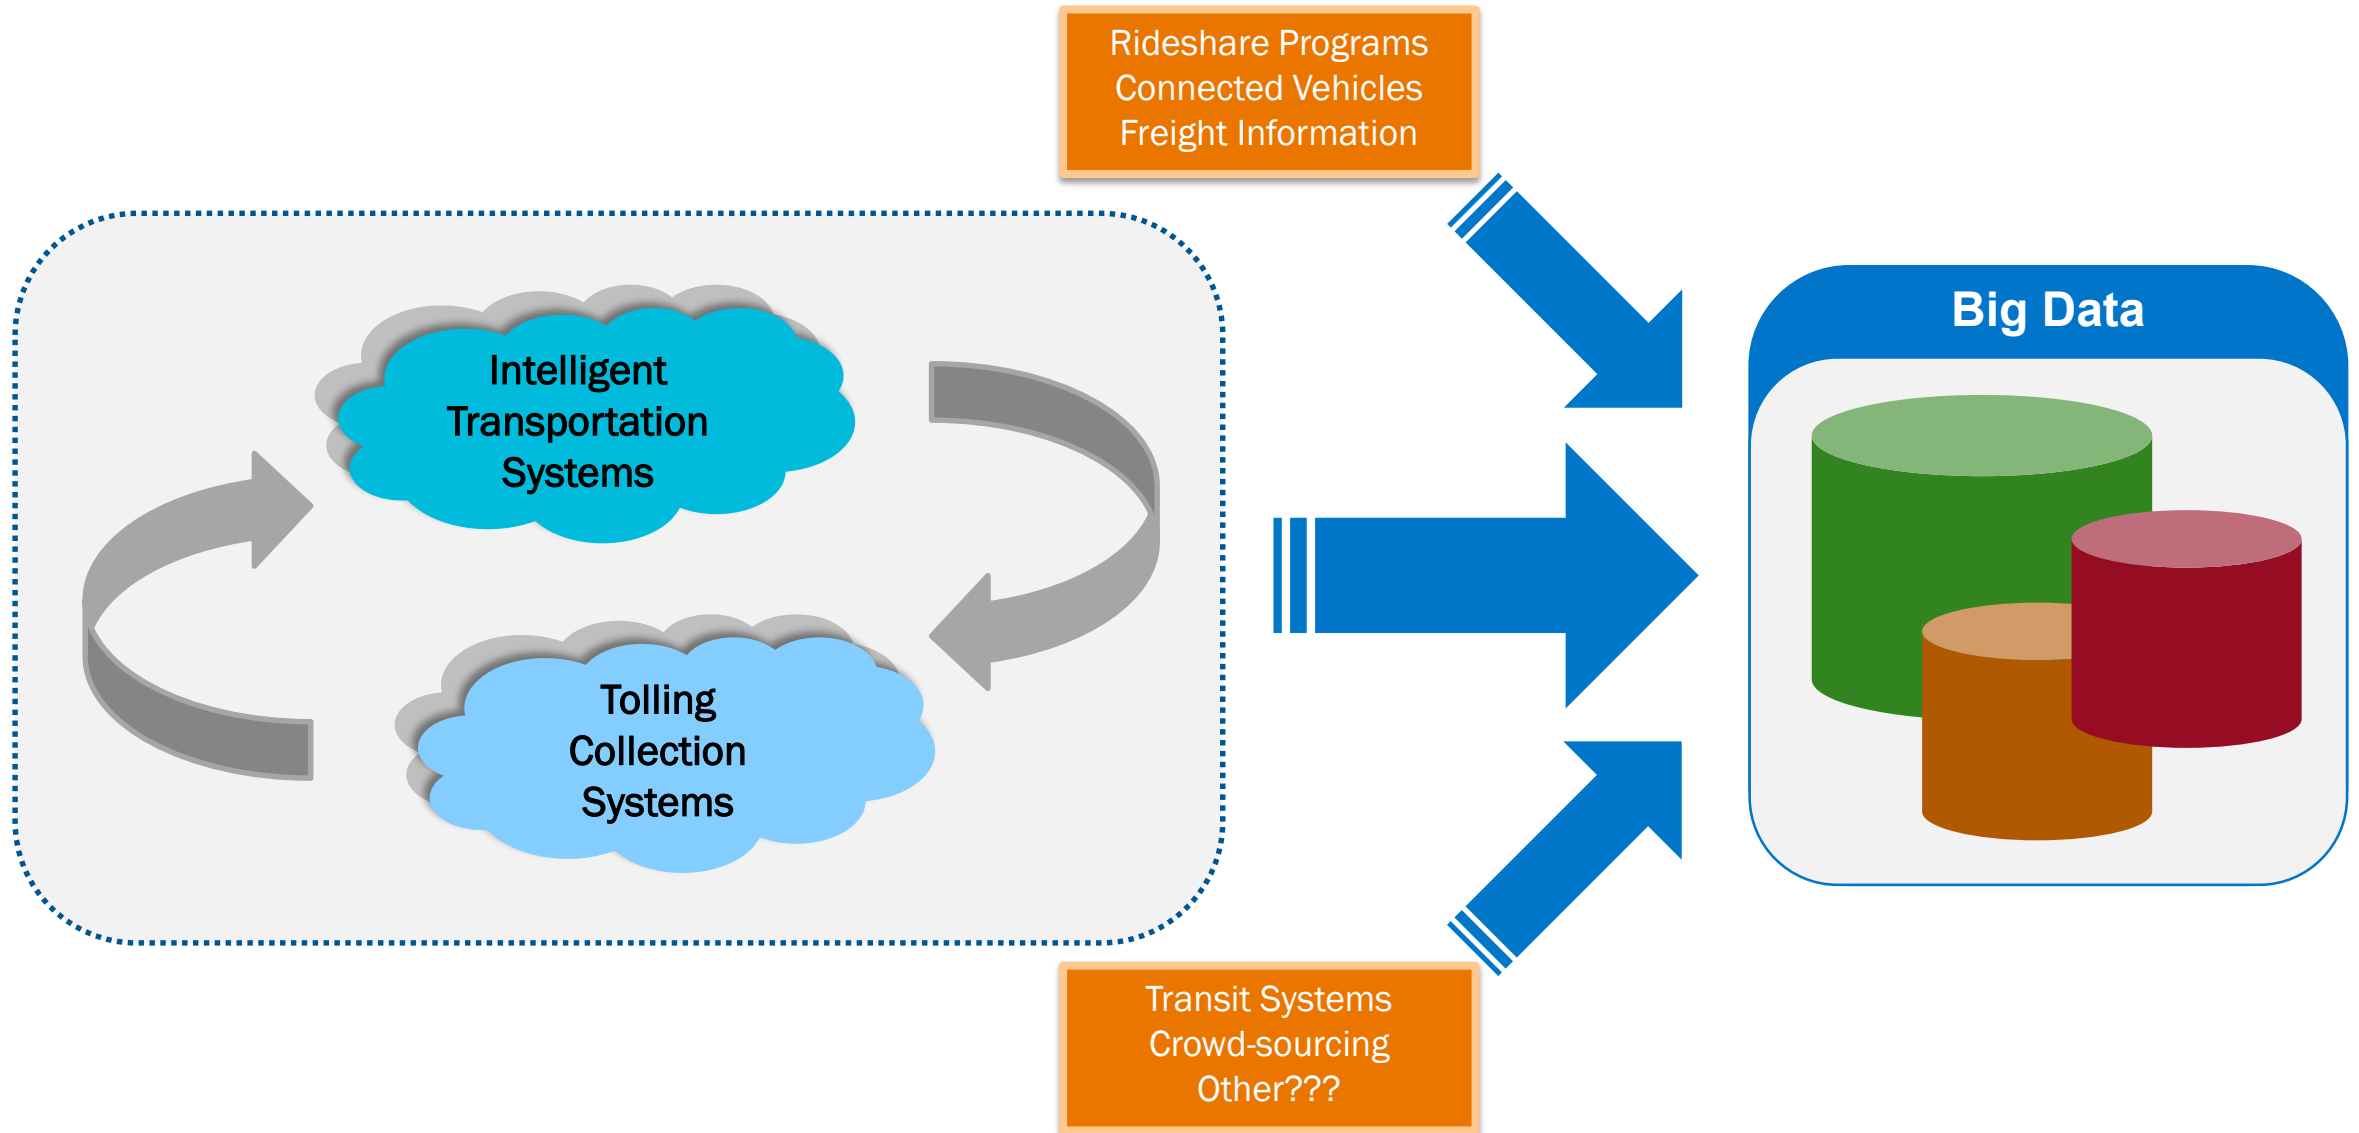 Rideshare Programs
Connected Vehicles
Freight Information
Intelligent
Transportation
Systems
Tolling
Collection
Systems
Big Data
Transit Systems
Crowd-sourcing
Other???